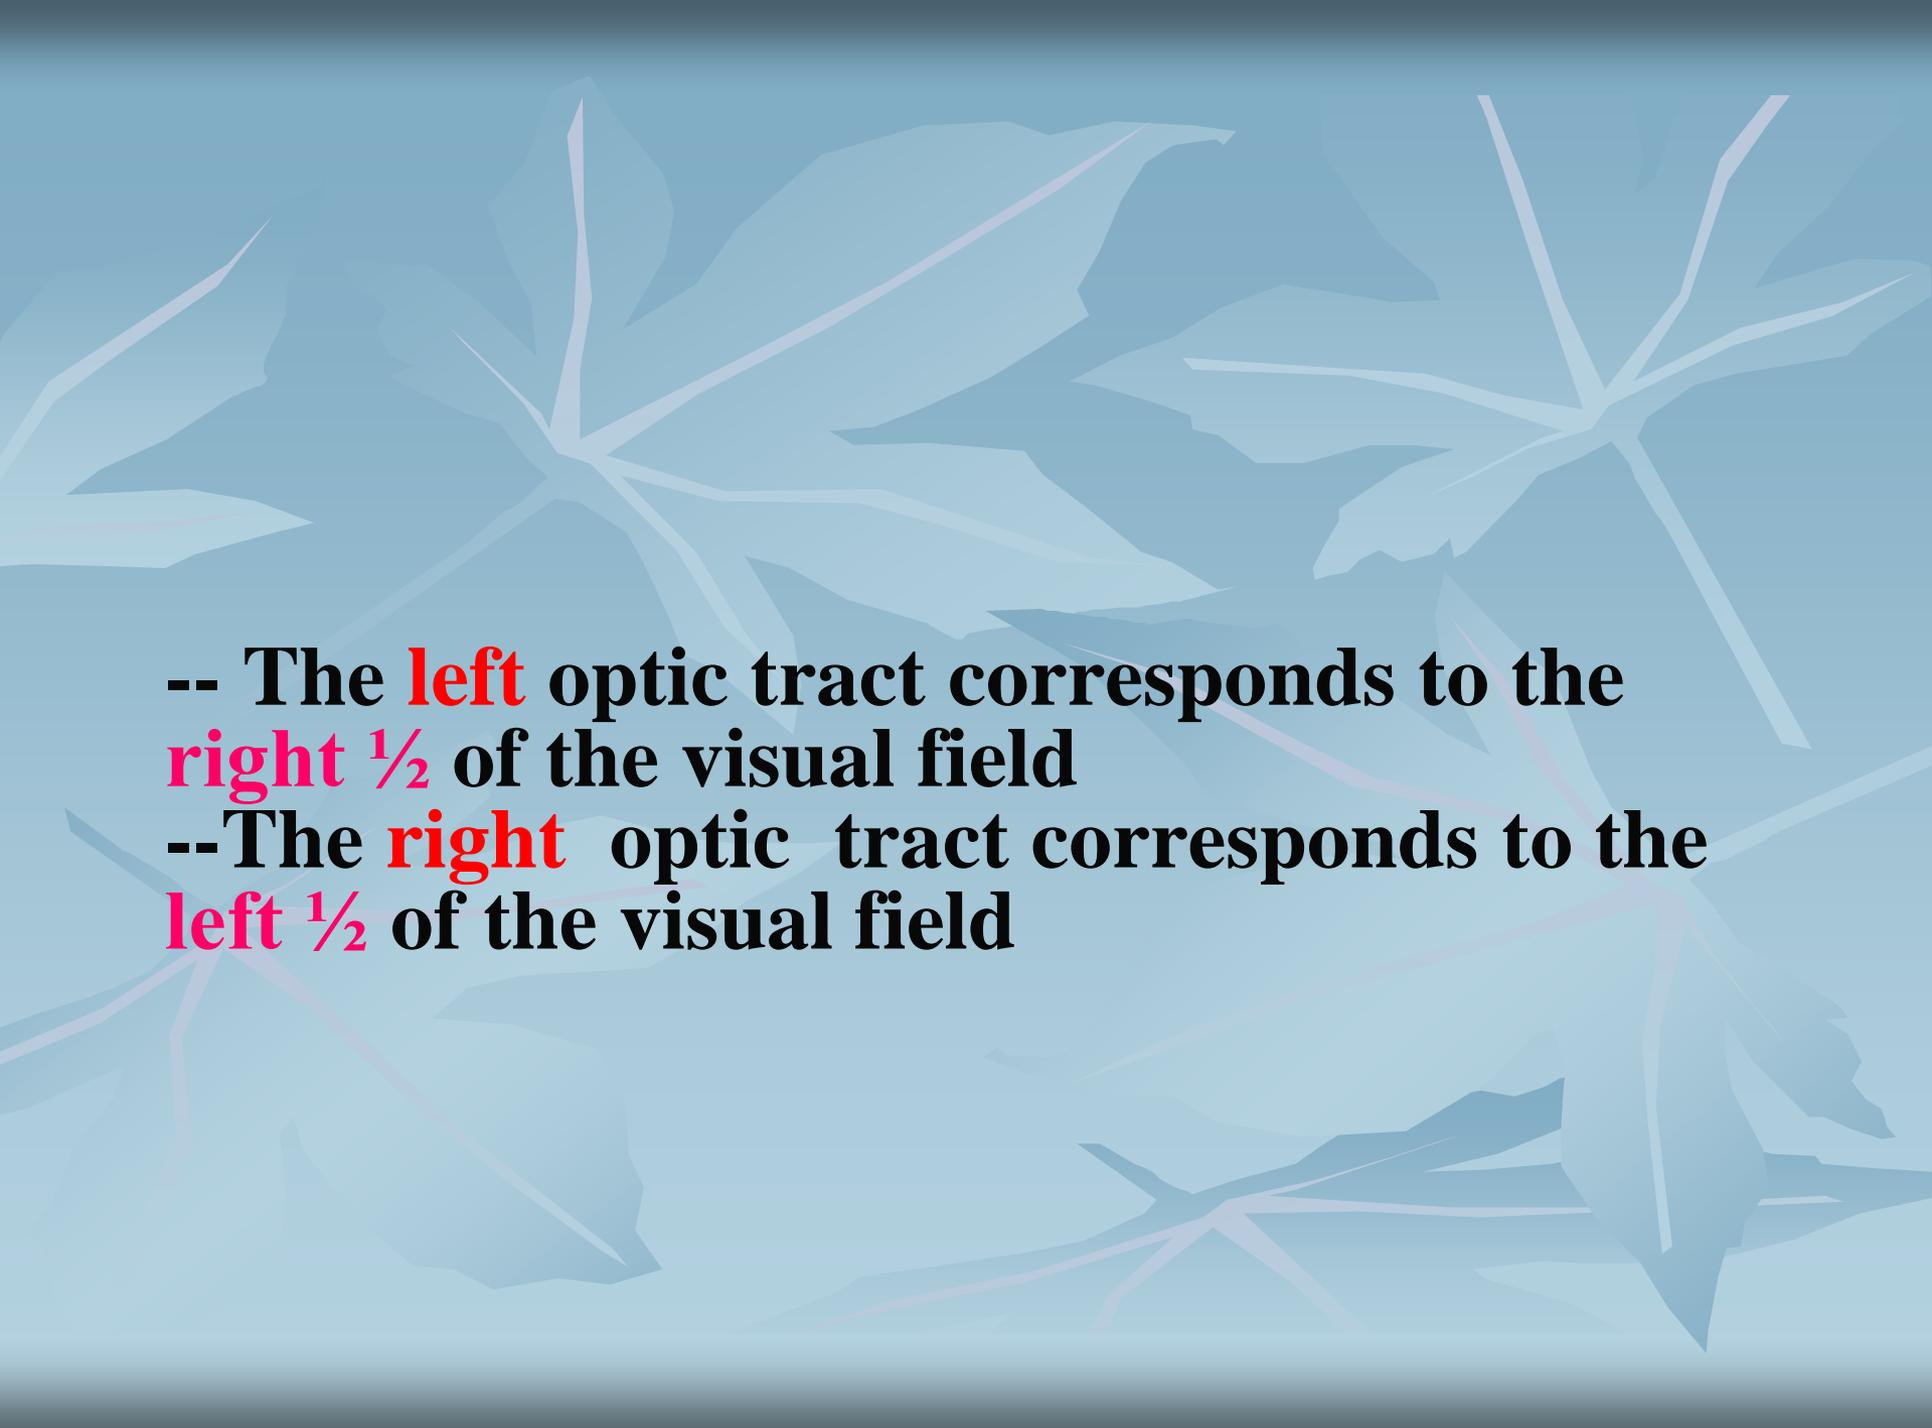 -- The left optic tract corresponds to the
right ½ of the visual field
--The right  optic  tract corresponds to the
left ½ of the visual field